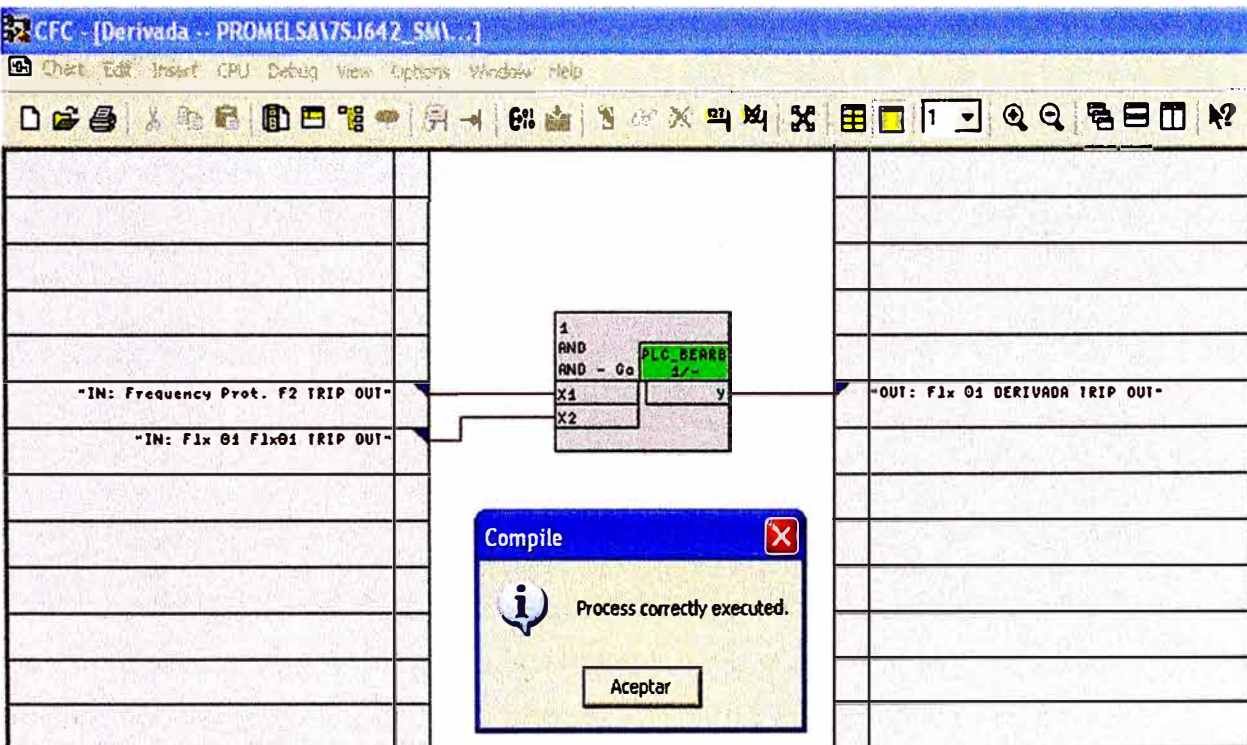 CFC - [Derivada -- PROMELSA\7SJ642_SM\...]
Chart Edit Insert CPU Debug View Options Window Help
1
1
AND
AND - Ga
PLC_BEARB
1/-
"IN: Frequency Prot. F2 TRIP OUT"
X1
Y
"OUT: Flx 01 DERIVADA TRIP OUT"
X2
"IN: Flx 01 Flx01 TRIP OUT"
Compile
Process correctly executed.
Aceptar